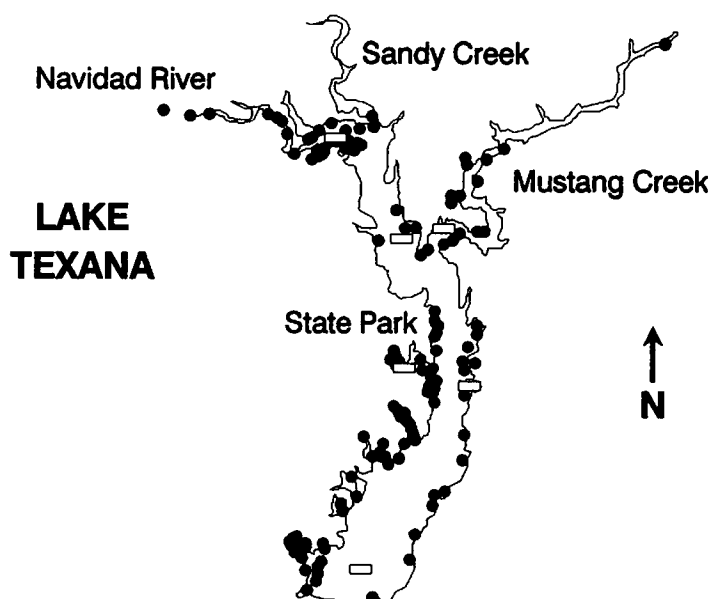 Sandy Creek
Navidad River
Mustang Creek
LAKE
TEXANA
State Park
N